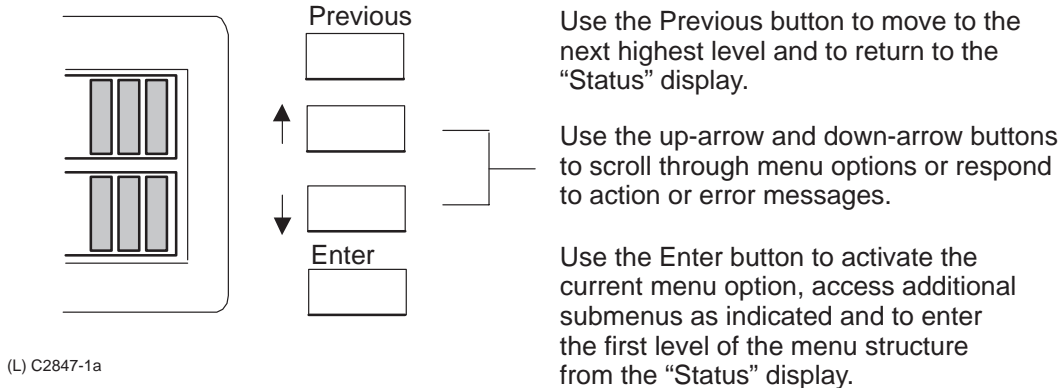 Previous
Use the Previous button to move to the
next highest level and to return to the
“Status” display.
Use the up-arrow and down-arrow buttons
to scroll through menu options or respond
to action or error messages.
Enter
Use the Enter button to activate the
current menu option, access additional
submenus as indicated and to enter
the first level of the menu structure
from the “Status” display.
(L) C2847-1a